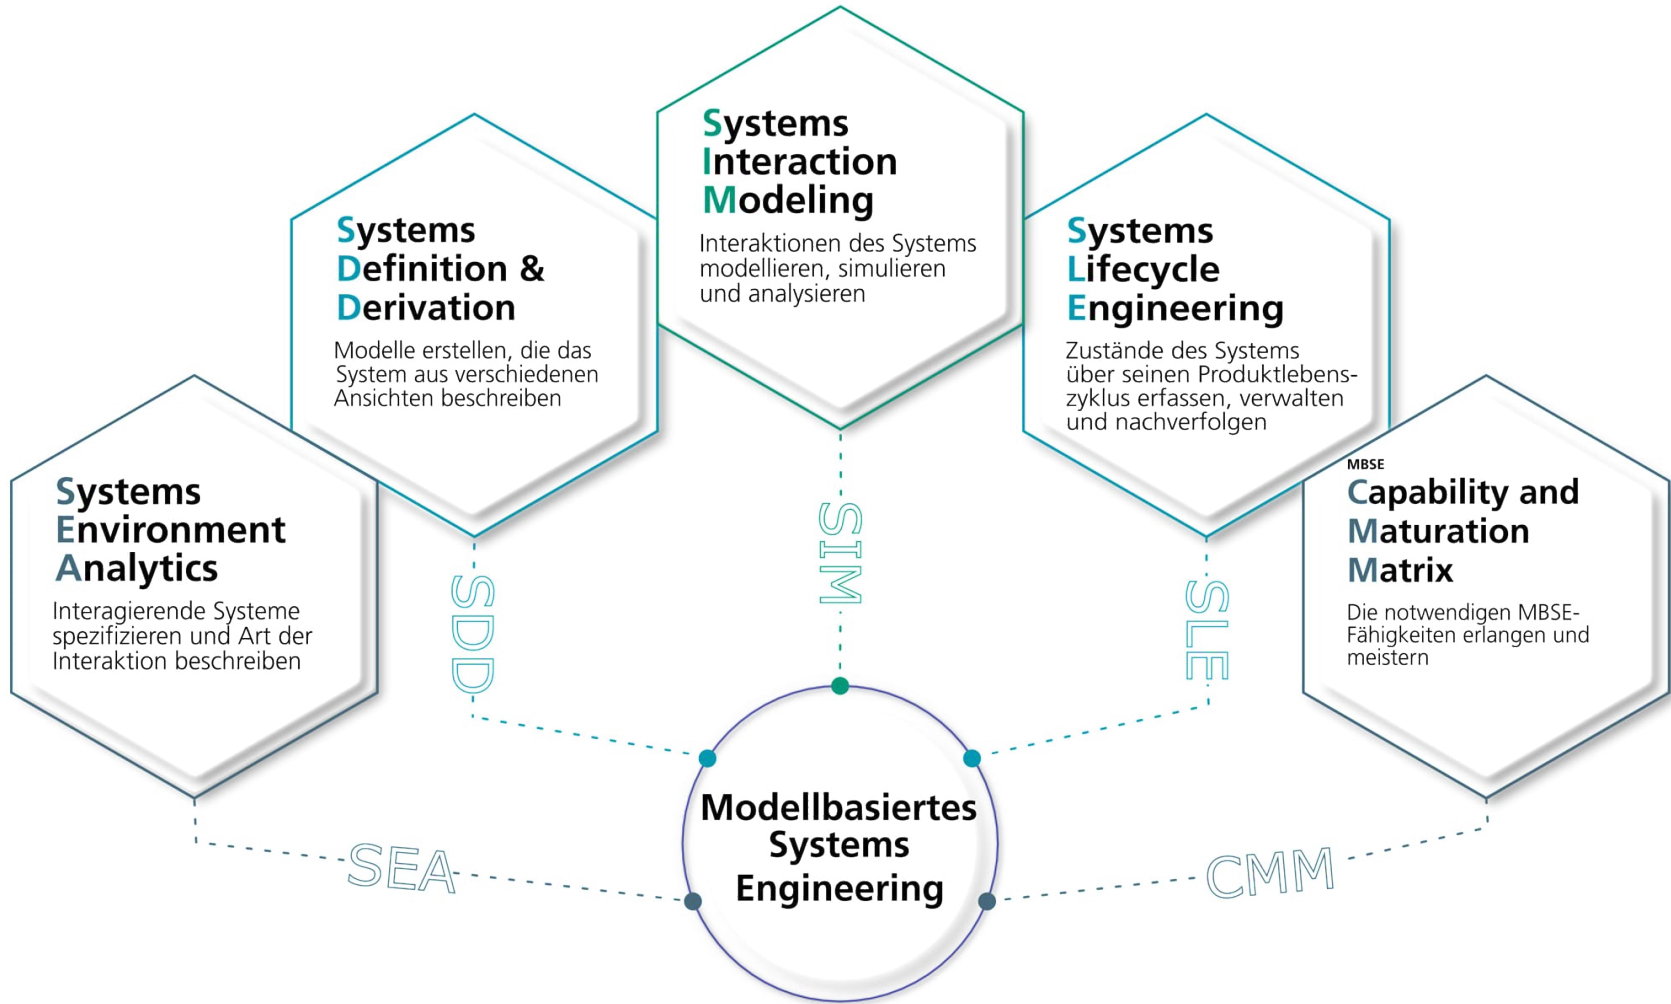 Systems
Interaction
Modeling
Interaktionen des Systems
modellieren, simulieren
und analysieren
Systems
Definition &
Derivation
Modelle erstellen, die das
System aus verschiedenen
Ansichten beschreiben
Systems
Lifecycle
Engineering
Zustände des Systems
über seinen Produktlebens-
zyklus erfassen, verwalten
und nachverfolgen
Systems
Environment
Analytics
Interagierende Systeme
spezifizieren und Art der
Interaktion beschreiben
MBSE
Capability and
Maturation
Matrix
Die notwendigen MBSE-
Fähigkeiten erlangen und
meistern
SDD
SIM
SLE
SEA
CMM
Modellbasiertes
Systems
Engineering